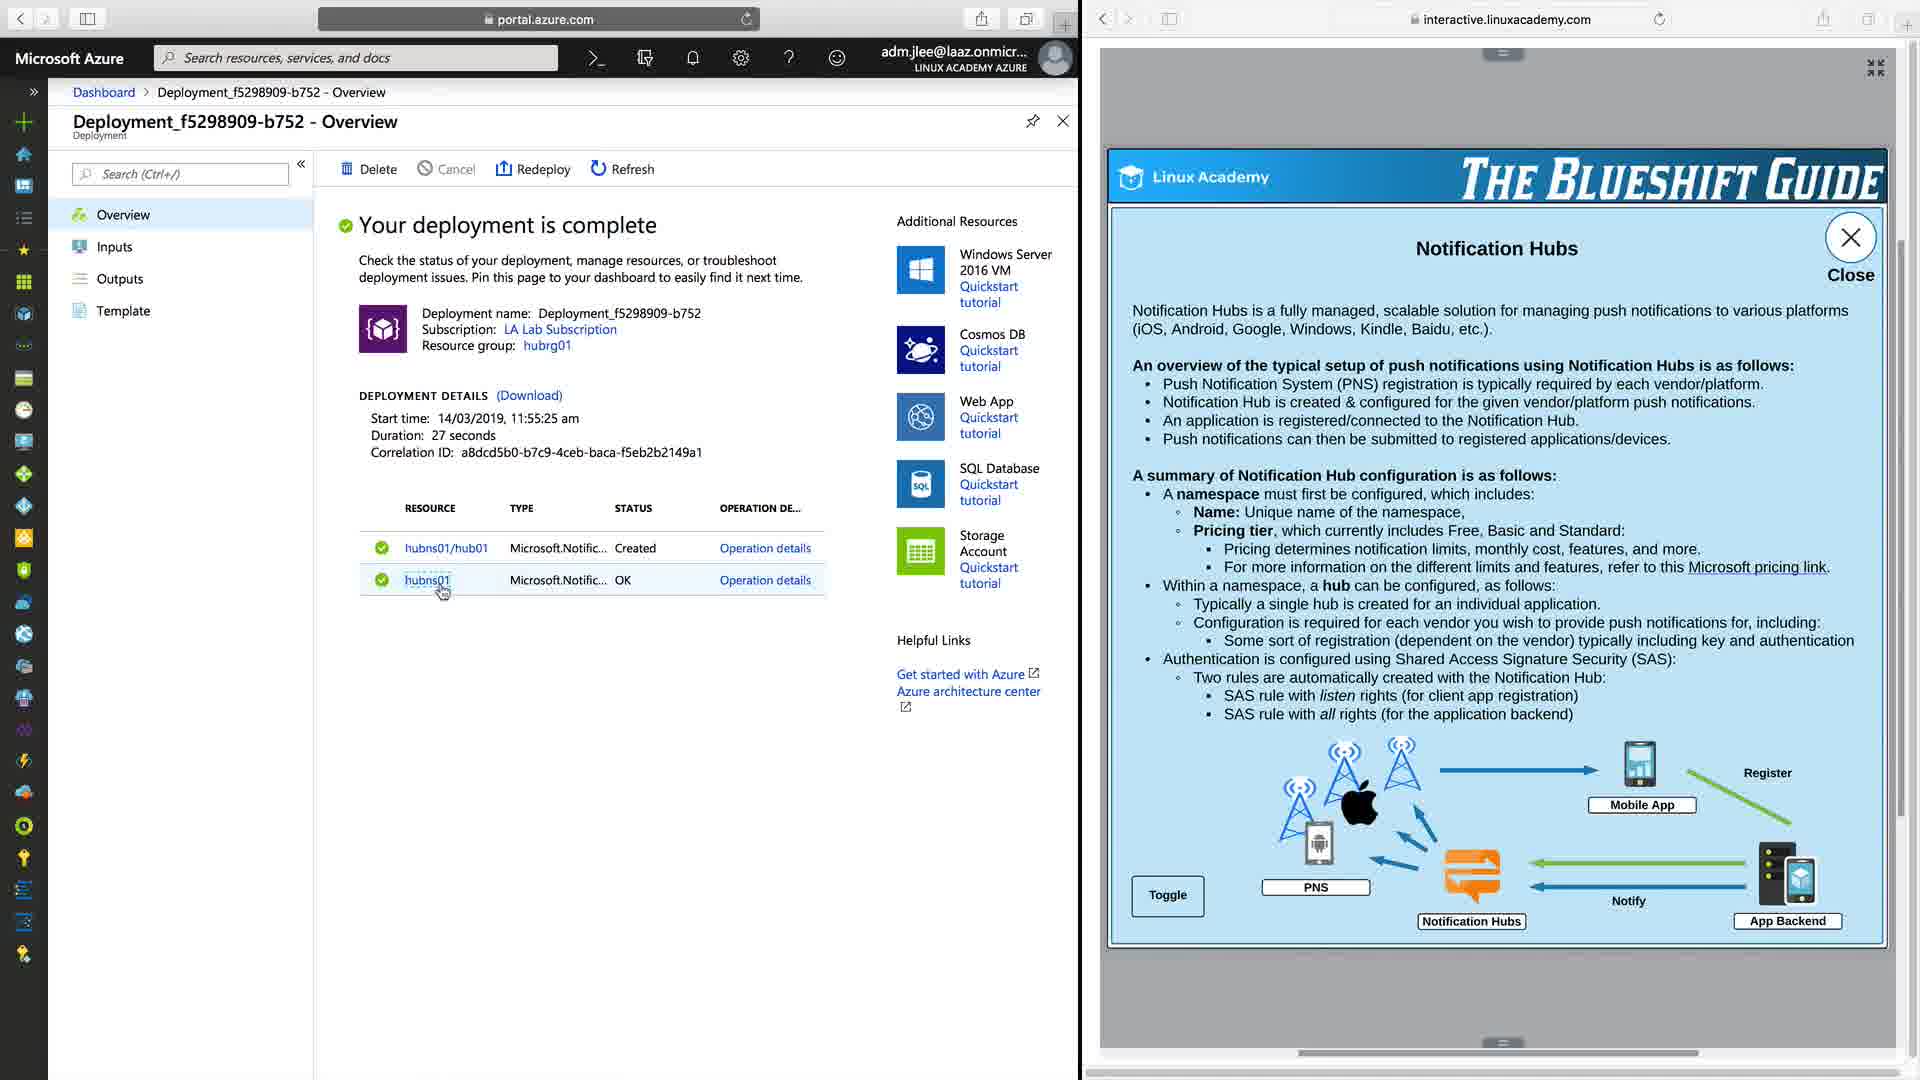 portal.azure.com
Microsoft Azure
Search resources, services, and docs
adm.jlee@laaz.onmicr...
LINUX ACADEMY AZURE
Dashboard > Deployment_f5298909-b752 - Overview
Deployment_f5298909-b752 - Overview
Deployment
Search (Ctrl+/)
Overview
Inputs
Outputs
Template
Delete
Cancel
Redeploy
Refresh
Your deployment is complete
Check the status of your deployment, manage resources, or troubleshoot
deployment issues. Pin this page to your dashboard to easily find it next time.
Deployment name: Deployment_f5298909-b752
Subscription: LA Lab Subscription
Resource group: hubrg01
DEPLOYMENT DETAILS (Download)
Start time: 14/03/2019, 11:55:25 am
Duration: 27 seconds
Correlation ID: a8dcd5b0-b7c9-4ceb-baca-f5eb2b2149a1
RESOURCE TYPE STATUS OPERATION DE...
hubns01/hub01 Microsoft.Notific... Created Operation details
hubns01 Microsoft.Notific... OK Operation details
Additional Resources
Windows Server
2016 VM
Quickstart
tutorial
Cosmos DB
Quickstart
tutorial
Web App
Quickstart
tutorial
SQL
SQL Database
Quickstart
tutorial
Storage
Account
Quickstart
tutorial
Helpful Links
Get started with Azure
Azure architecture center
interactive.linuxacademy.com
Linux Academy
THE BLUESHIFT GUIDE
Notification Hubs
Close
Notification Hubs is a fully managed, scalable solution for managing push notifications to various platforms
(iOS, Android, Google, Windows, Kindle, Baidu, etc.).
An overview of the typical setup of push notifications using Notification Hubs is as follows:
• Push Notification System (PNS) registration is typically required by each vendor/platform.
• Notification Hub is created & configured for the given vendor/platform push notifications.
• An application is registered/connected to the Notification Hub.
• Push notifications can then be submitted to registered applications/devices.
A summary of Notification Hub configuration is as follows:
• A namespace must first be configured, which includes:
◦ Name: Unique name of the namespace,
◦ Pricing tier, which currently includes Free, Basic and Standard:
▪ Pricing determines notification limits, monthly cost, features, and more.
▪ For more information on the different limits and features, refer to this Microsoft pricing link.
• Within a namespace, a hub can be configured, as follows:
◦ Typically a single hub is created for an individual application.
◦ Configuration is required for each vendor you wish to provide push notifications for, including:
▪ Some sort of registration (dependent on the vendor) typically including key and authentication
• Authentication is configured using Shared Access Signature Security (SAS):
◦ Two rules are automatically created with the Notification Hub:
▪ SAS rule with listen rights (for client app registration)
▪ SAS rule with all rights (for the application backend)
Register
Mobile App
PNS
Toggle
Notify
Notification Hubs
App Backend